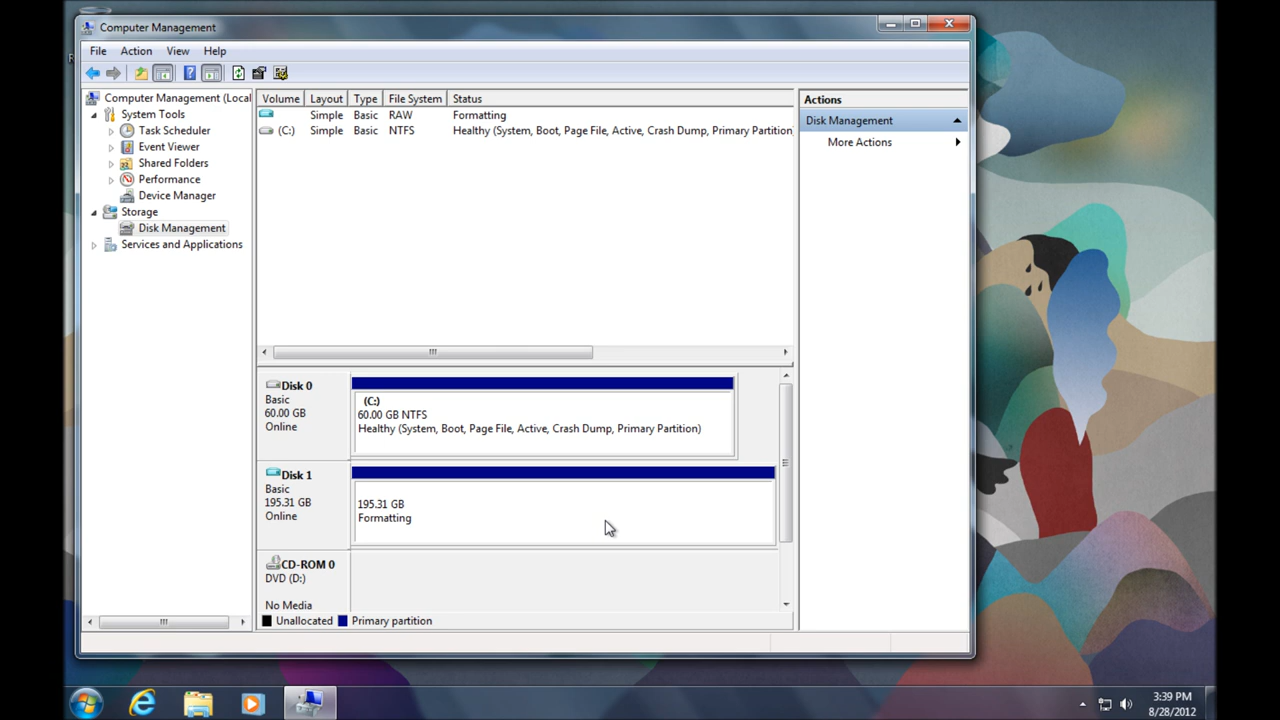 Computer Management
File Action View Help
Computer Management (Local
System Tools
Task Scheduler
Event Viewer
Shared Folders
Performance
Device Manager
Storage
Disk Management
Services and Applications
Volume Layout Type File System Status
Simple Basic RAW Formatting
(C:) Simple Basic NTFS Healthy (System, Boot, Page File, Active, Crash Dump, Primary Partition)
Disk 0
Basic
60.00 GB
Online
(C:)
60.00 GB NTFS
Healthy (System, Boot, Page File, Active, Crash Dump, Primary Partition)
Disk 1
Basic
195.31 GB
Online
195.31 GB
Formatting
CD-ROM 0
DVD (D:)
No Media
Unallocated Primary partition
Actions
Disk Management
More Actions
3:39 PM
8/28/2012